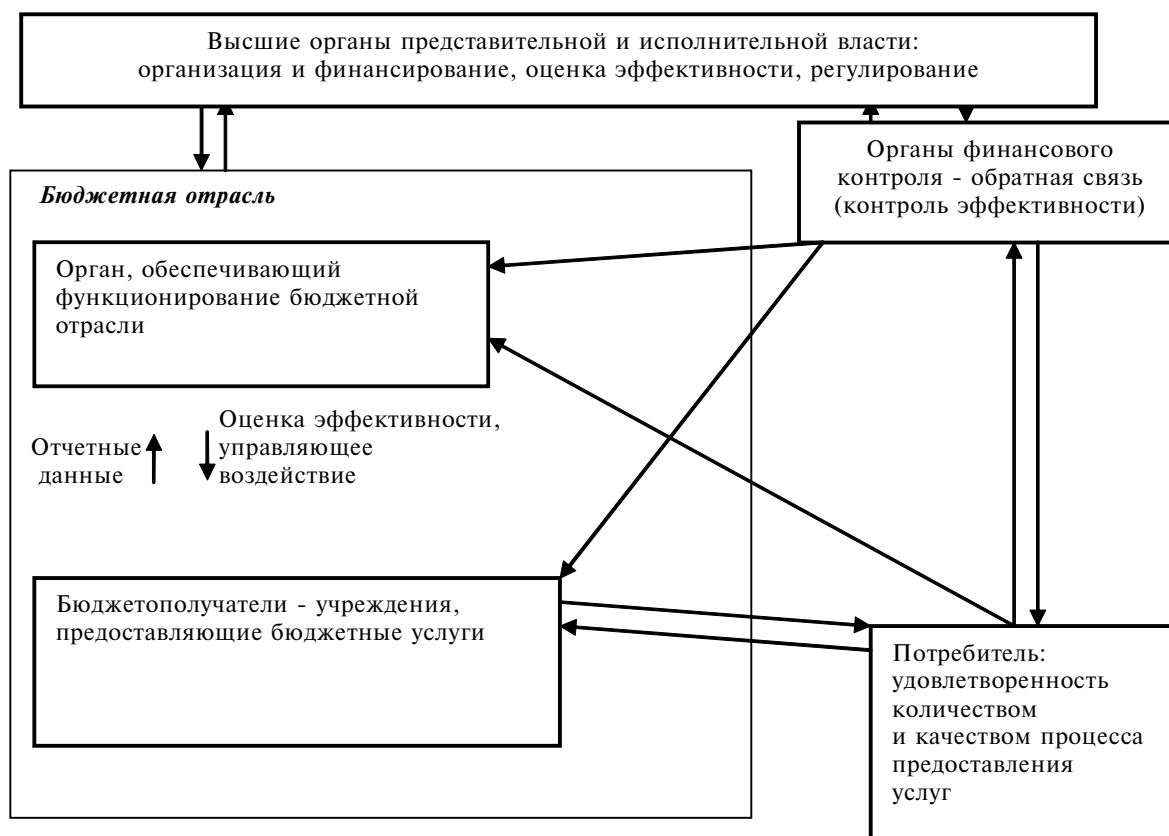 Высшие органы представительной и исполнительной власти:
организация и финансирование, оценка эффективности, регулирование
Органы финансового
контроля - обратная связь
(контроль эффективности)
Бюджетная отрасль
Орган, обеспечивающий
функционирование бюджетной
отрасли
Отчетные
данные
Оценка эффективности,
управляющее
воздействие
Бюджетополучатели - учреждения,
предоставляющие бюджетные услуги
Потребитель:
удовлетворенность
количеством
и качеством процесса
предоставления
услуг